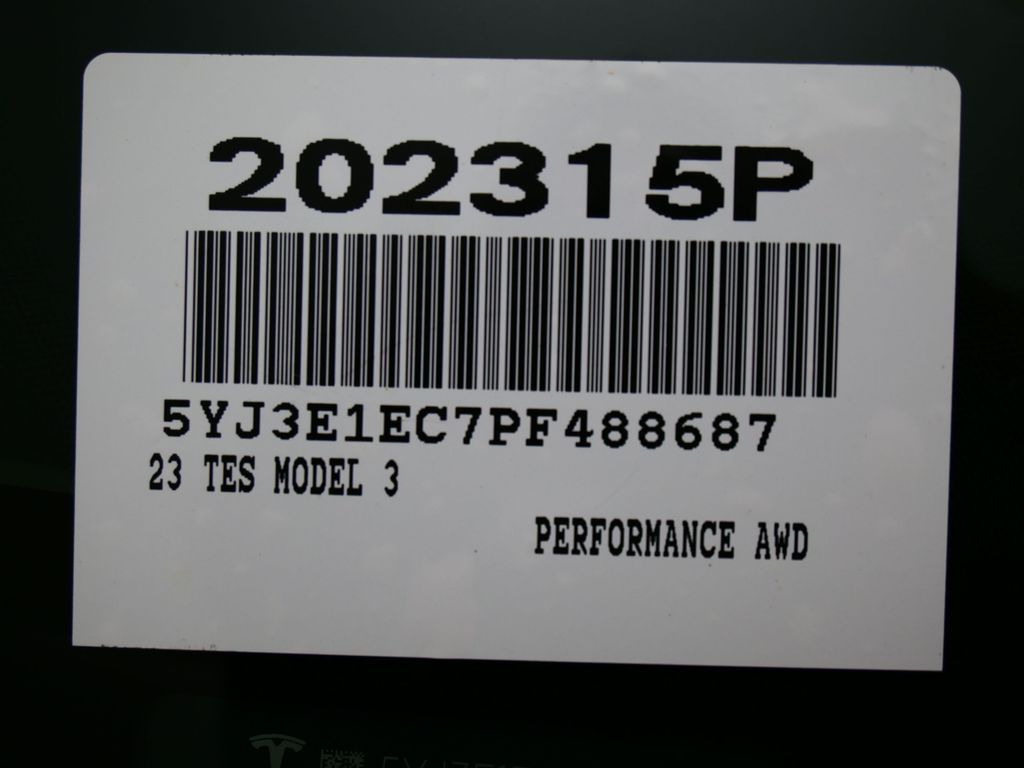 202315P
5YJ3E1EC7PF488687
23 TES MODEL 3
PERFORMANCE AWD